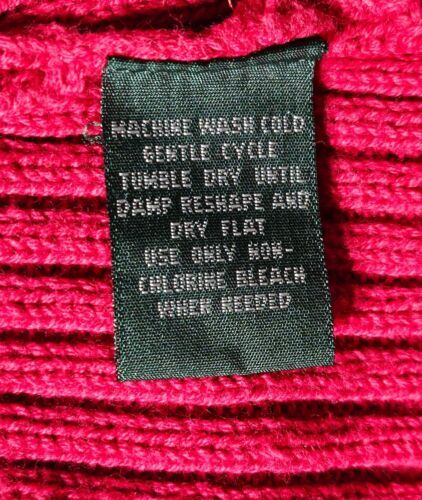 MACHINE WASH COLD
GENTLE CYCLE
TUMBLE DRY UNTIL
DAMP RESHAPE AND
DRY FLAT
USE ONLY NON-
CHLORINE BLEACH
WHEN NEEDED